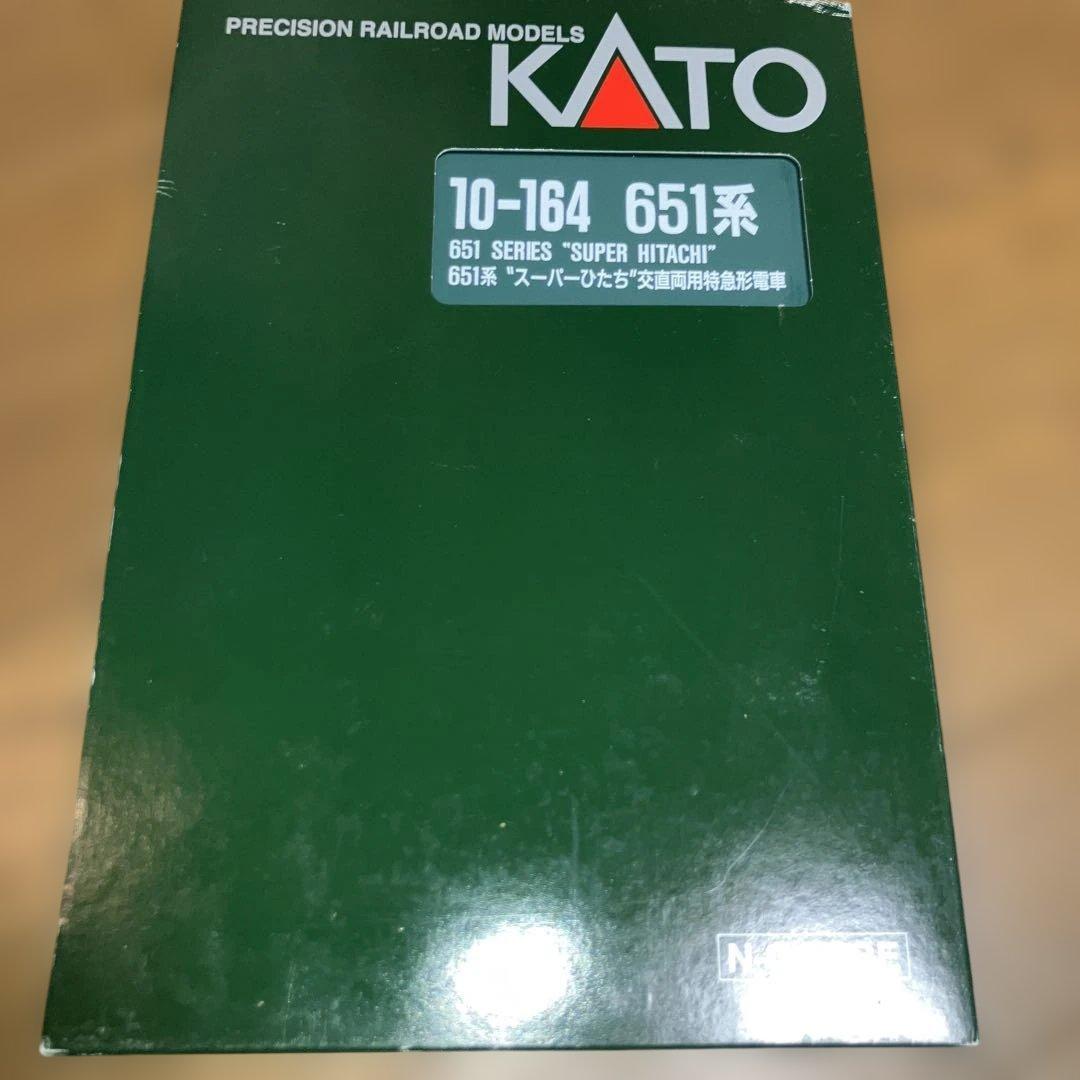 PRECISION RAILROAD MODELS
KATO
10-164 651系
651 SERIES "SUPER HITACHI"
651系 "スーパーひたち"交直両用特急形電車